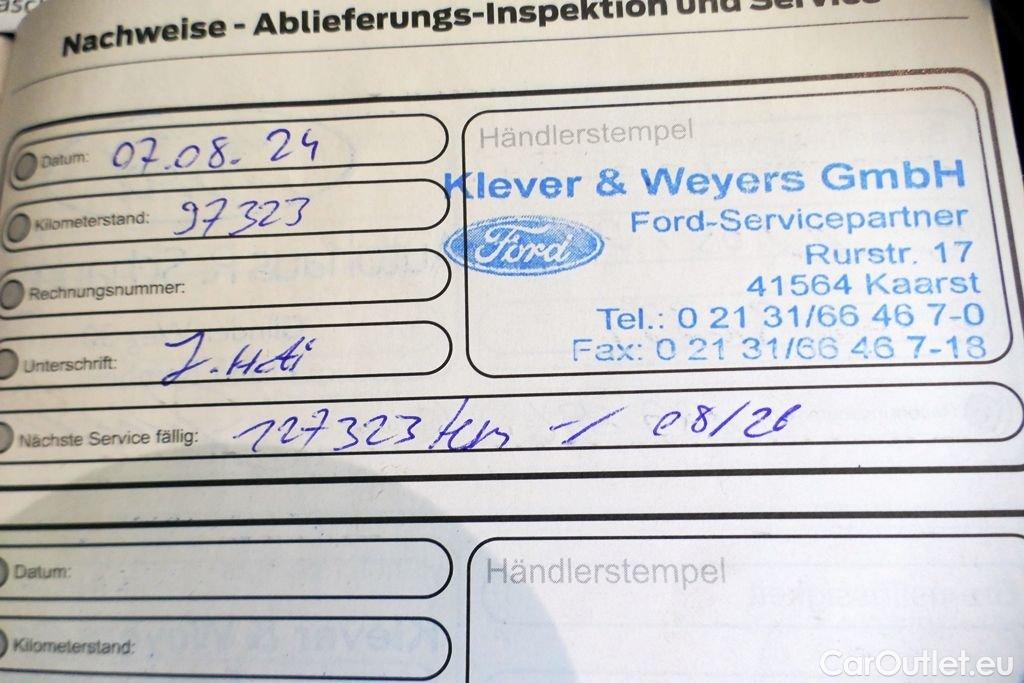 Nachweise - Ablieferungs-Inspektion und Service
Datum: 07.08.24
Kilometerstand: 97323
Rechnungsnummer:
Unterschrift:
Händlerstempel
Klever & Weyers GmbH
Ford
Ford-Servicepartner
Rurstr. 17
41564 Kaarst
Tel.: 0 21 31/66 46 7-0
Fax: 0 21 31/66 46 7-18
Nächste Service fällig: 127323 km -/ 08/26
Datum:
Kilometerstand:
Händlerstempel
CarOutlet.eu